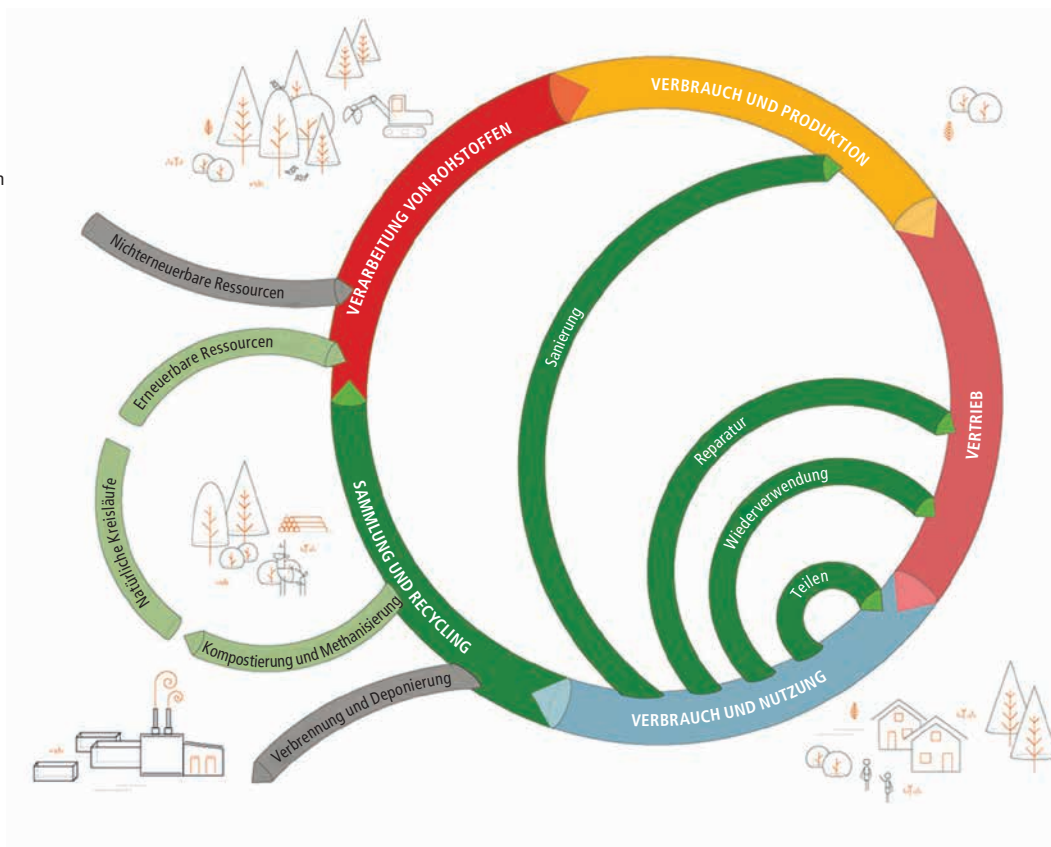 VERBRAUCH UND PRODUKTION
VERARBEITUNG VON ROHSTOFFEN
n
Nichterneuerbare Ressourcen
Erneuerbare Ressourcen
Sanierung
VERTRIEB
Reparatur
Wiederverwendung
Natürliche Kreisläufe
SAMMLUNG UND RECYCLING
Teilen
Kompostierung und Methanisierung
Verbrennung und Deponierung
VERBRAUCH UND NUTZUNG